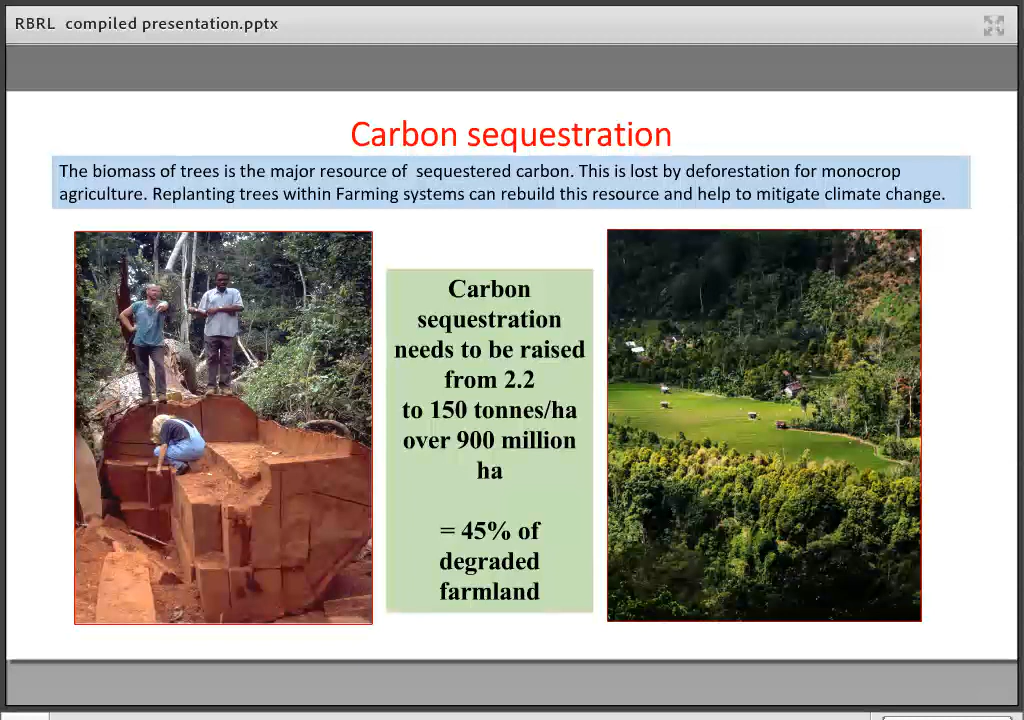 RBRL  compiled presentation.pptx
Carbon sequestration
The biomass of trees is the major resource of  sequestered carbon. This is lost by deforestation for monocrop
agriculture. Replanting trees within Farming systems can rebuild this resource and help to mitigate climate change.
Carbon
sequestration
needs to be raised
from 2.2
to 150 tonnes/ha
over 900 million
ha
= 45% of
degraded
farmland